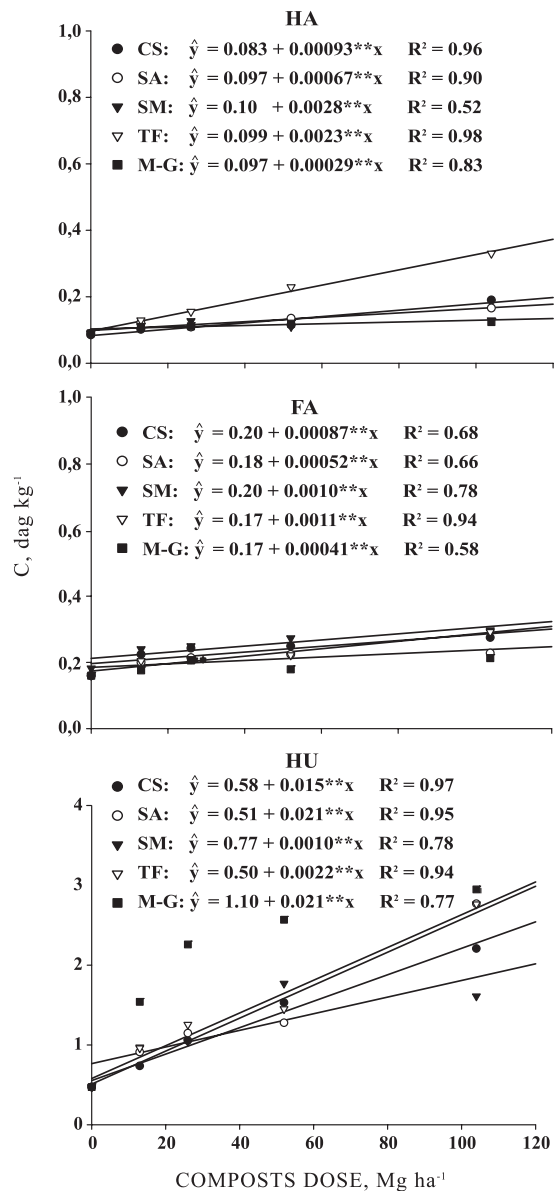 HA
CS: ŷ = 0.083 + 0.00093**x R² = 0.96
SA: ŷ = 0.097 + 0.00067**x R² = 0.90
SM: ŷ = 0.10 + 0.0028**x R² = 0.52
TF: ŷ = 0.099 + 0.0023**x R² = 0.98
M-G: ŷ = 0.097 + 0.00029**x R² = 0.83
1,0
0,8
0,6
0,4
0,2
0,0
FA
CS: ŷ = 0.20 + 0.00087**x R² = 0.68
SA: ŷ = 0.18 + 0.00052**x R² = 0.66
SM: ŷ = 0.20 + 0.0010**x R² = 0.78
TF: ŷ = 0.17 + 0.0011**x R² = 0.94
M-G: ŷ = 0.17 + 0.00041**x R² = 0.58
1,0
0,8
0,6
0,4
0,2
0,0
C, dag kg⁻¹
HU
CS: ŷ = 0.58 + 0.015**x R² = 0.97
SA: ŷ = 0.51 + 0.021**x R² = 0.95
SM: ŷ = 0.77 + 0.0010**x R² = 0.78
TF: ŷ = 0.50 + 0.0022**x R² = 0.94
M-G: ŷ = 1.10 + 0.021**x R² = 0.77
4
3
2
1
0
0 20 40 60 80 100 120
COMPOSTS DOSE, Mg ha⁻¹